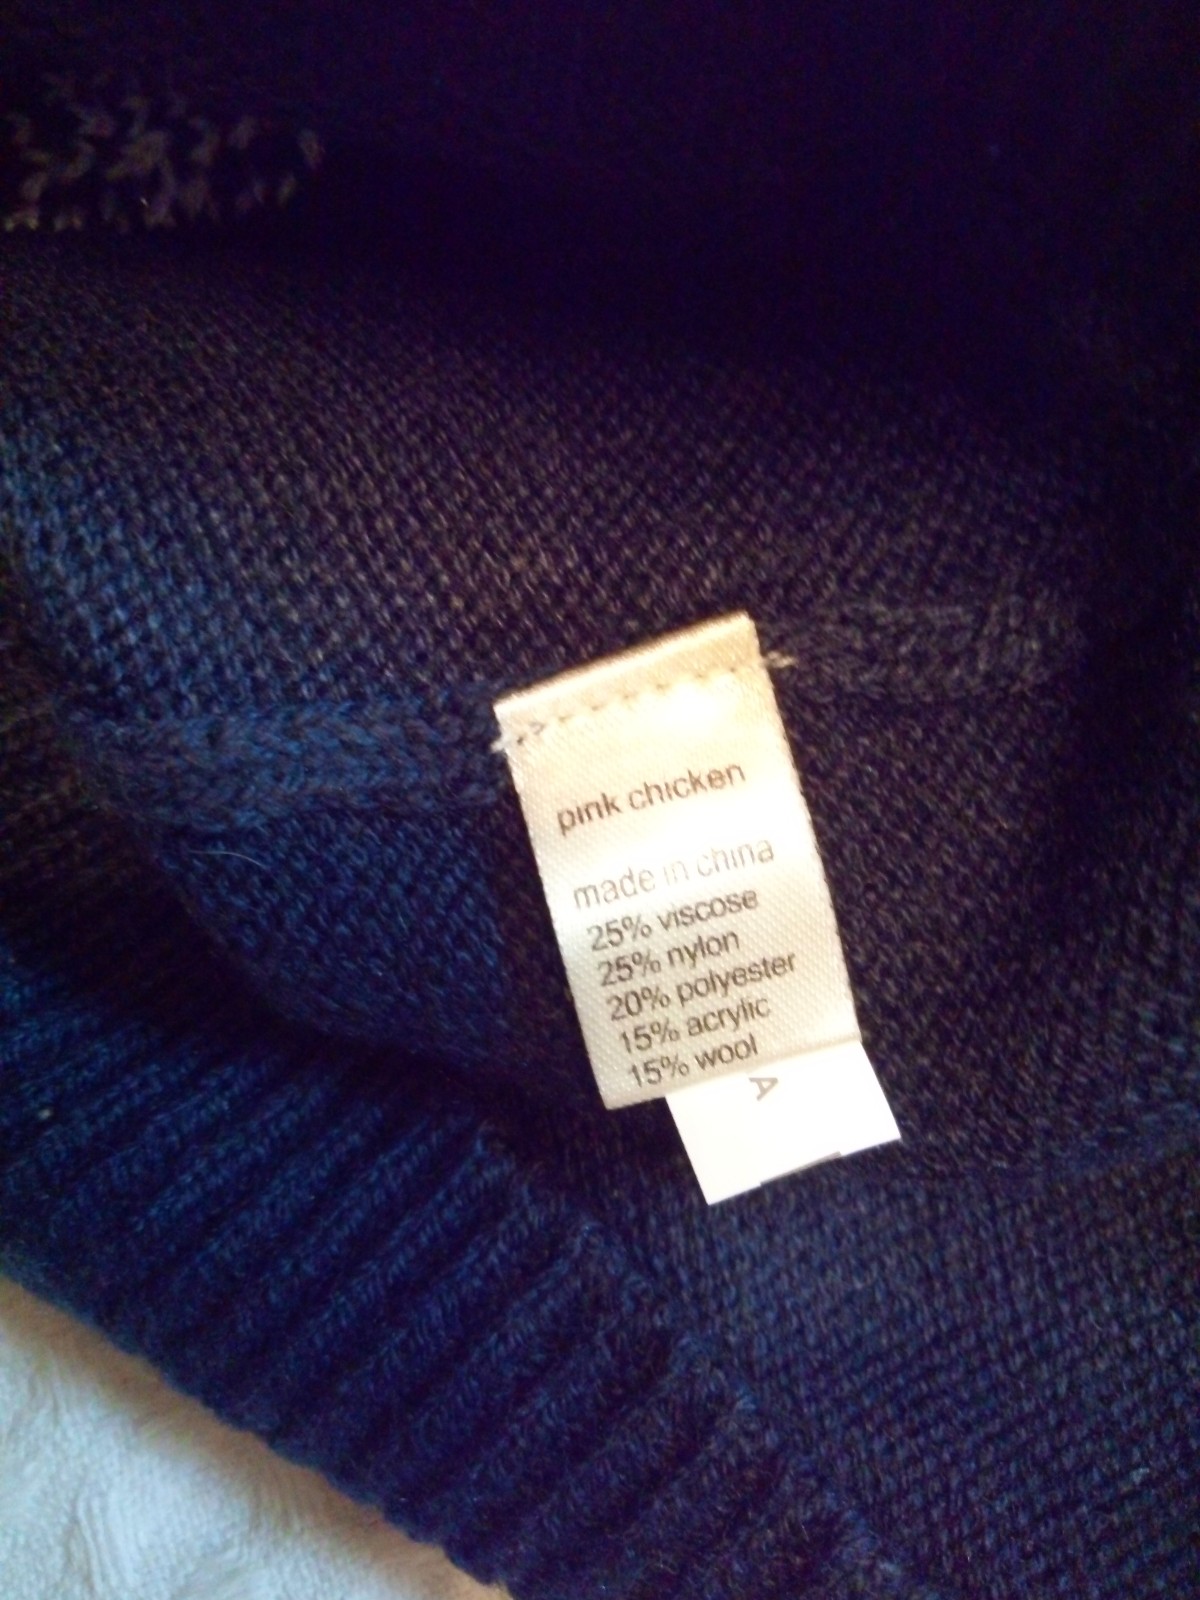 pink chicken
made in china
25% viscose
25% nylon
20% polyester
15% acrylic
15% wool
A